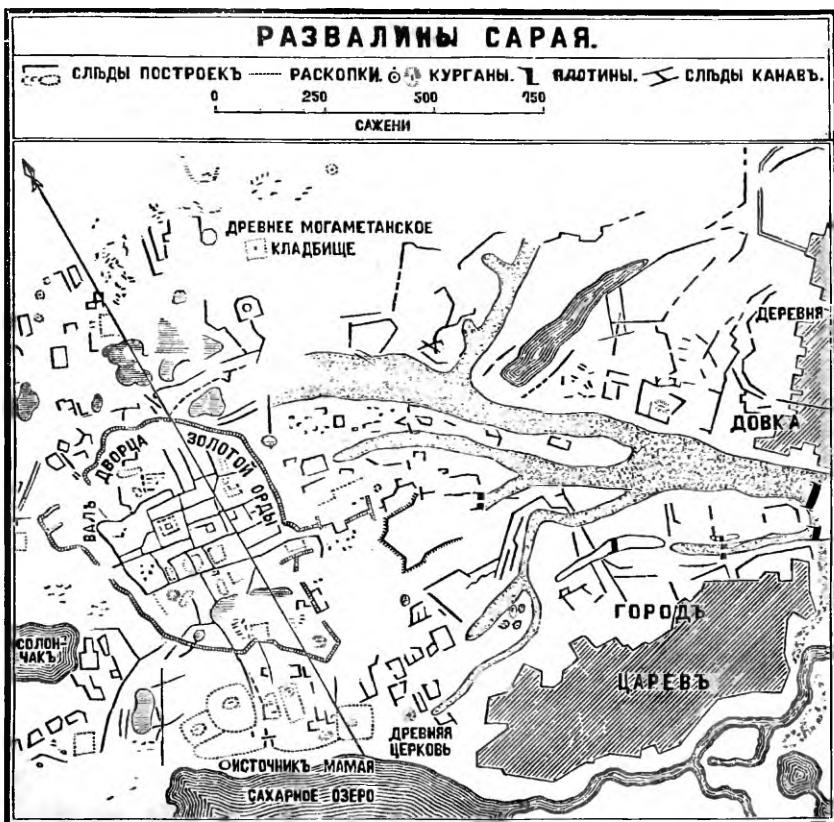 РАЗВАЛИНЫ САРАЯ.
СЛѢДЫ ПОСТРОЕКЪ РАСКОПКИ. КУРГАНЫ. ПЛОТИНЫ. СЛѢДЫ КАНАВЪ.
0 250 500 750
САЖЕНИ
ДРЕВНЕЕ МОГАМЕТАНСКОЕ
КЛАДБИЩЕ
ДЕРЕВНЯ
ДОВКА
ВАЛЪ ДВОРЦА ЗОЛОТОЙ ОРДЫ
ГОРОДЪ
ЦАРЕВЪ
СОЛОН-
ЧАКЪ
ДРЕВНЯЯ
ЦЕРКОВЬ
ИСТОЧНИКЪ МАМАЯ
САХАРНОЕ ОЗЕРО